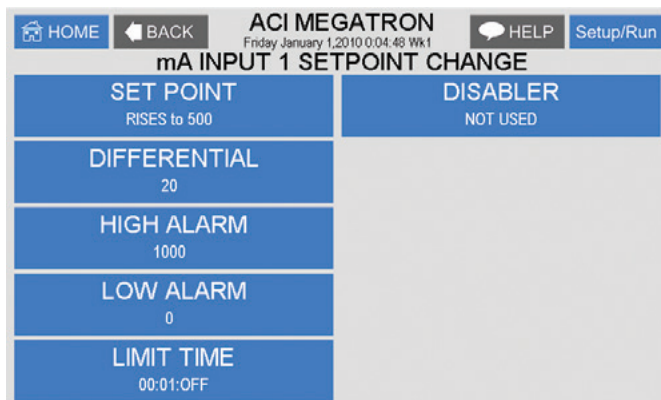 HOME
BACK
ACI MEGATRON
Friday January 1,2010 0:04:48 Wk1
HELP
Setup/Run
mA INPUT 1 SETPOINT CHANGE
SET POINT
RISES to 500
DISABLER
NOT USED
DIFFERENTIAL
20
HIGH ALARM
1000
LOW ALARM
0
LIMIT TIME
00:01:OFF